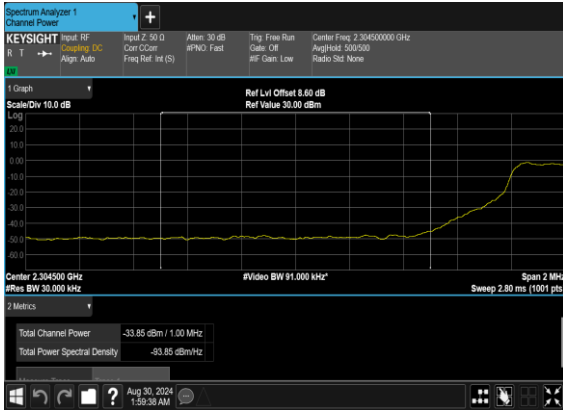 Spectrum Analyzer 1
Channel Power
+
KEYSIGHT Input: RF Input Z: 50 Ω Atten: 30 dB Trig: Free Run Center Freq: 2.304500000 GHz
R T Coupling: DC Corr CCorr #PNO: Fast Gate: Off Avg|Hold: 500/500
Align: Auto Freq Ref: Int (S) #IF Gain: Low Radio Std: None
1 Graph
Ref Lvl Offset 8.60 dB
Scale/Div 10.0 dB Ref Value 30.00 dBm
Log
20.0
10.0
0.00
-10.0
-20.0
-30.0
-40.0
-50.0
-60.0
Center 2.304500 GHz #Video BW 91.000 kHz* Span 2 MHz
#Res BW 30.000 kHz Sweep 2.80 ms (1001 pts
2 Metrics
Total Channel Power -33.85 dBm / 1.00 MHz
Total Power Spectral Density -93.85 dBm/Hz
? Aug 30, 2024
1:59:38 AM